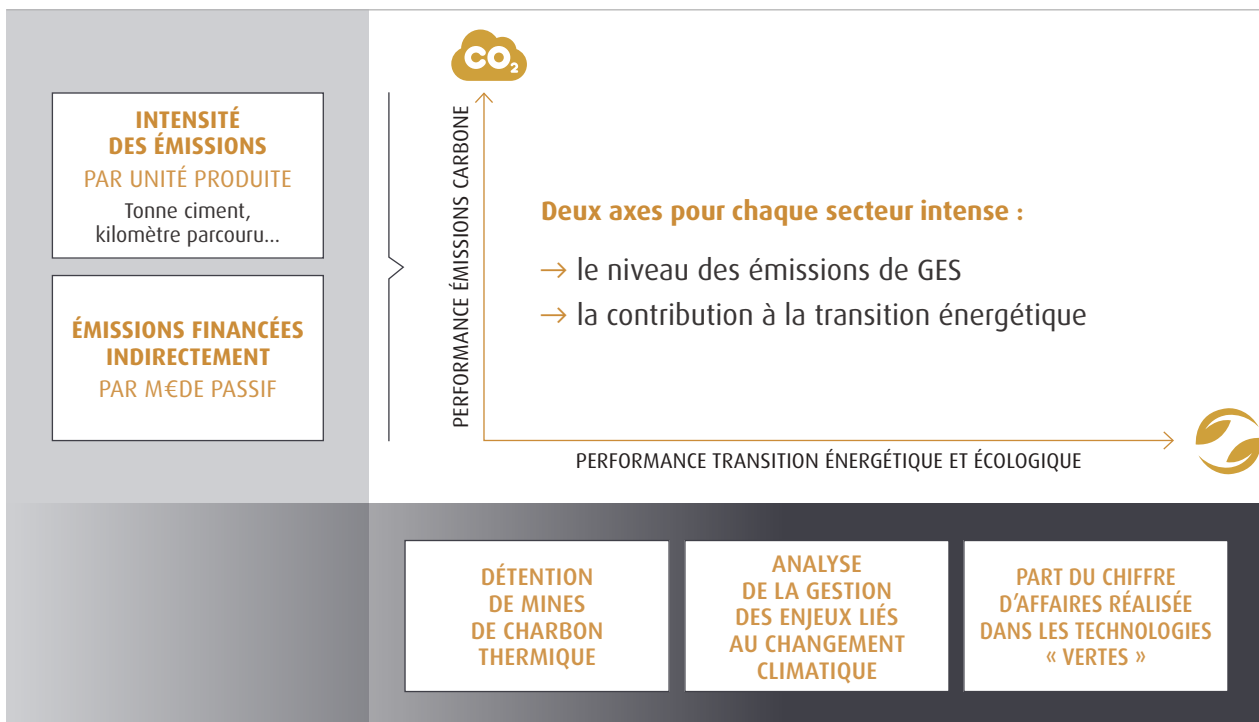 CO2
INTENSITÉ
DES ÉMISSIONS
PAR UNITÉ PRODUITE
Tonne ciment,
kilomètre parcouru...
ÉMISSIONS FINANCÉES
INDIRECTEMENT
PAR M€DE PASSIF
PERFORMANCE ÉMISSIONS CARBONE
Deux axes pour chaque secteur intense :
→ le niveau des émissions de GES
→ la contribution à la transition énergétique
PERFORMANCE TRANSITION ÉNERGÉTIQUE ET ÉCOLOGIQUE
DÉTENTION
DE MINES
DE CHARBON
THERMIQUE
ANALYSE
DE LA GESTION
DES ENJEUX LIÉS
AU CHANGEMENT
CLIMATIQUE
PART DU CHIFFRE
D'AFFAIRES RÉALISÉE
DANS LES TECHNOLOGIES
« VERTES »